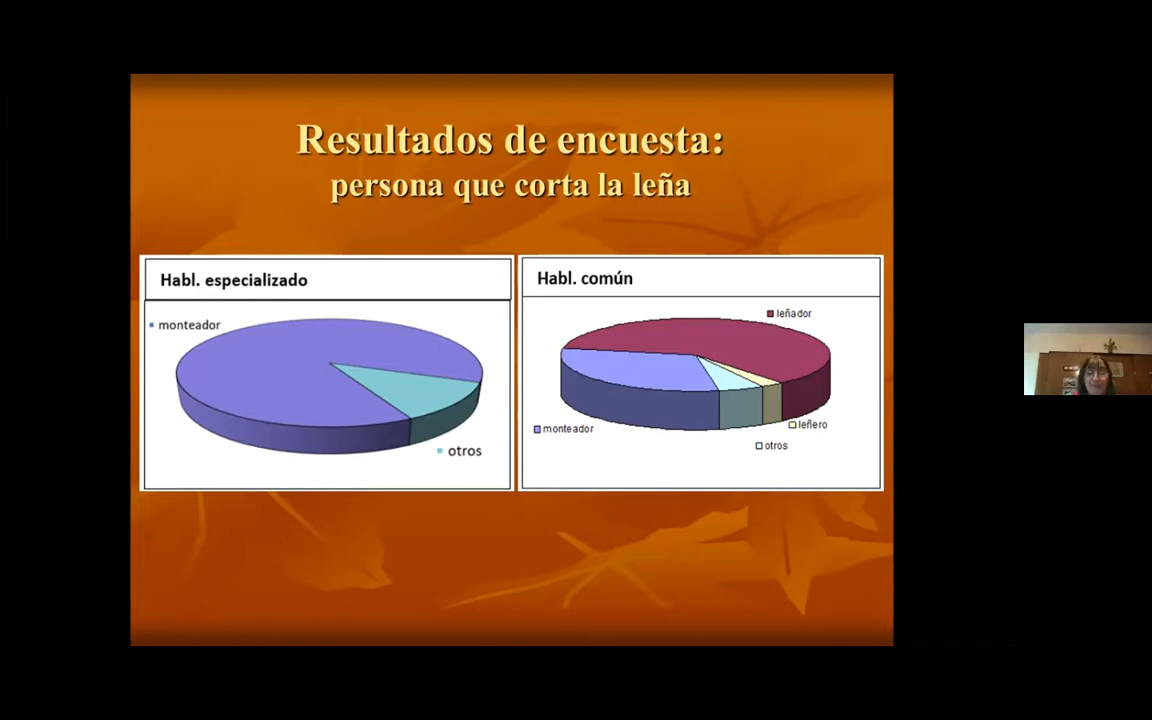 Resultados de encuesta:
persona que corta la leña
Habl. especializado
monteador
otros
Habl. común
leñador
monteador
leñero
otros